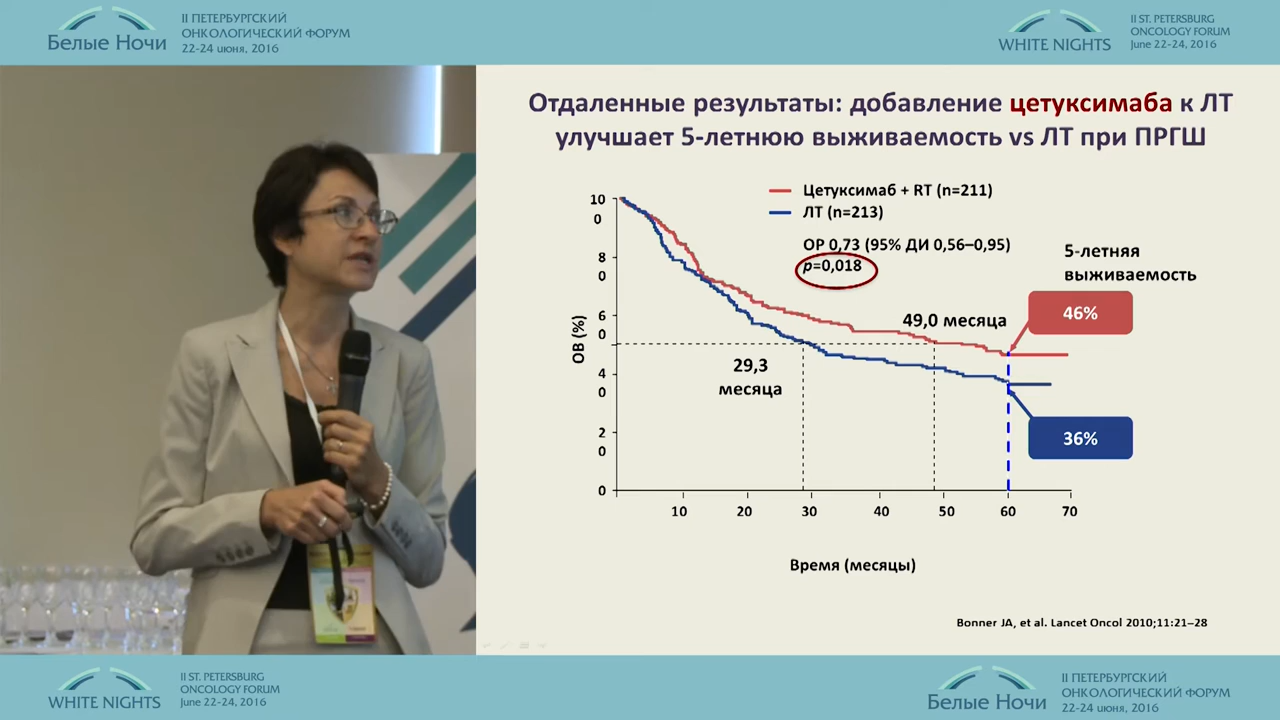 Белые Ночи
II ПЕТЕРБУРГСКИЙ
ОНКОЛОГИЧЕСКИЙ ФОРУМ
22-24 июня, 2016
WHITE NIGHTS
II ST. PETERSBURG
ONCOLOGY FORUM
June 22-24, 2016
Отдаленные результаты: добавление цетуксимаба к ЛТ
улучшает 5-летнюю выживаемость vs ЛТ при ПРГШ
Цетуксимаб + RT (n=211)
ЛТ (n=213)
ОР 0,73 (95% ДИ 0,56–0,95)
p=0,018
5-летняя
выживаемость
46%
49,0 месяца
29,3
месяца
36%
ОВ (%)
10
0
8
0
6
0
4
0
2
0
0
10 20 30 40 50 60 70
Время (месяцы)
Bonner JA, et al. Lancet Oncol 2010;11:21–28
WHITE NIGHTS
II ST. PETERSBURG
ONCOLOGY FORUM
June 22-24, 2016
Белые Ночи
II ПЕТЕРБУРГСКИЙ
ОНКОЛОГИЧЕСКИЙ ФОРУМ
22-24 июня, 2016